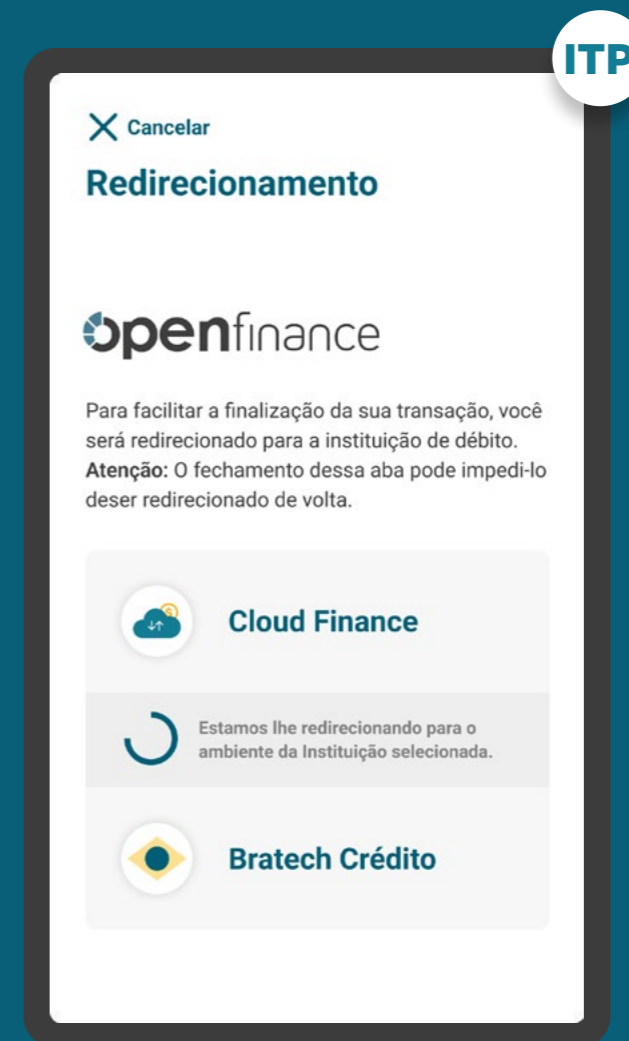 ITP
Cancelar
Redirecionamento
openfinance
Para facilitar a finalização da sua transação, você
será redirecionado para a instituição de débito.
Atenção: O fechamento dessa aba pode impedi-lo
deser redirecionado de volta.
$
Cloud Finance
Estamos lhe redirecionando para o
ambiente da Instituição selecionada.
Bratech Crédito